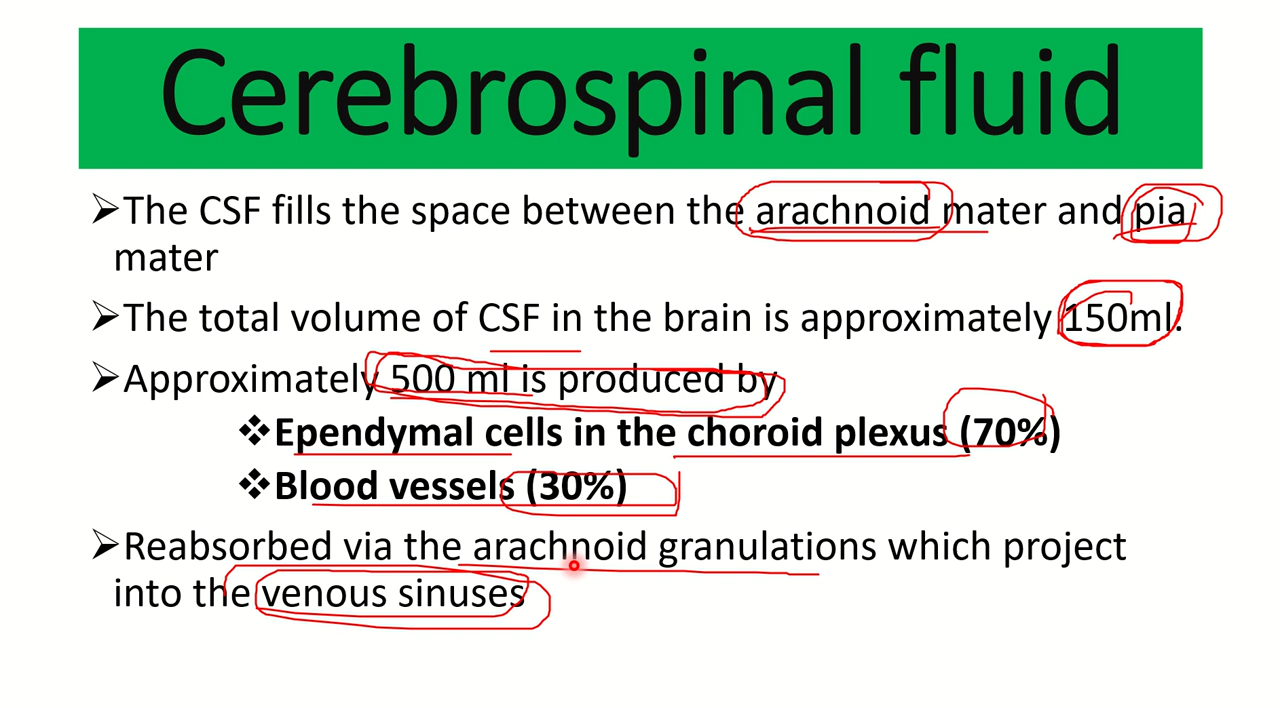 Cerebrospinal fluid
➢The CSF fills the space between the arachnoid mater and pia
mater
➢The total volume of CSF in the brain is approximately 150ml.
➢Approximately 500 ml is produced by
❖Ependymal cells in the choroid plexus (70%)
❖Blood vessels (30%)
➢Reabsorbed via the arachnoid granulations which project
into the venous sinuses